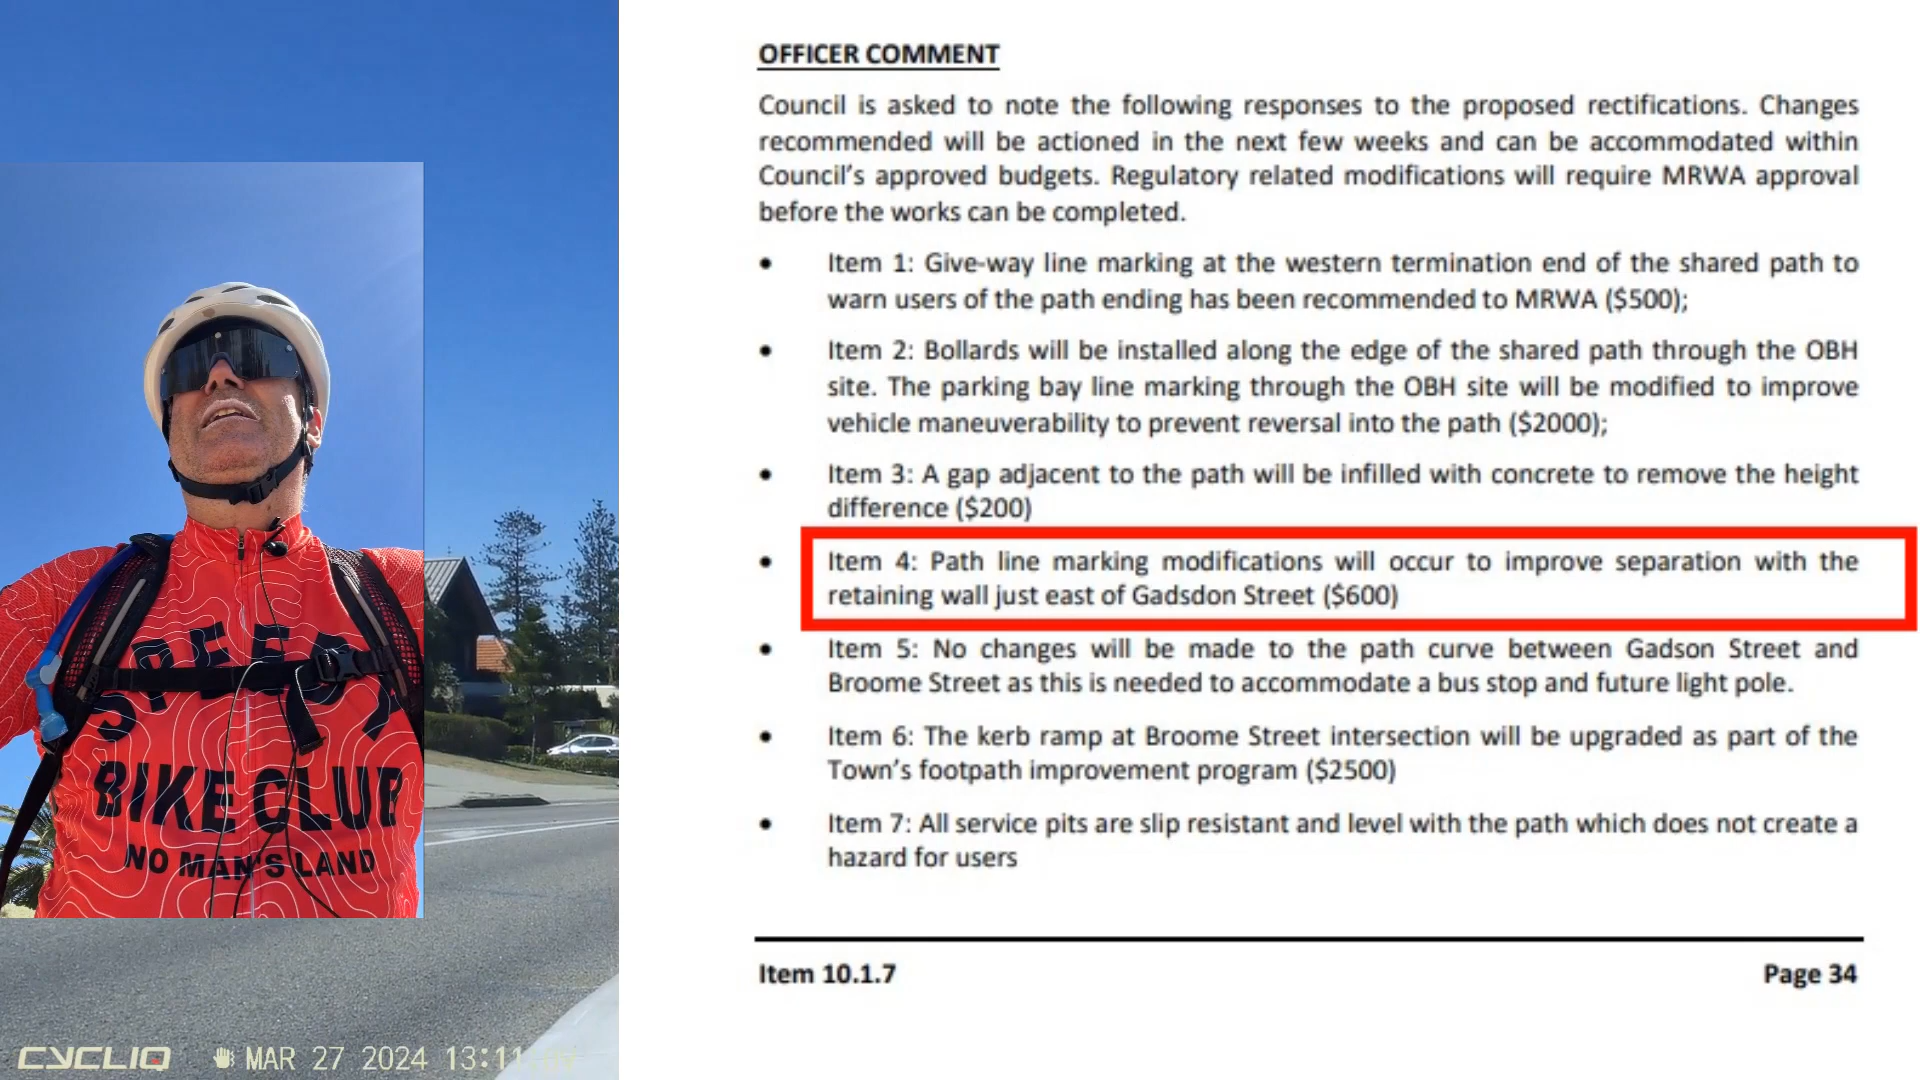 SPEEDY
BIKE CLUB
NO MAN'S LAND
CYCLIQ MAR 27 2024 13:11
OFFICER COMMENT
Council is asked to note the following responses to the proposed rectifications. Changes
recommended will be actioned in the next few weeks and can be accommodated within
Council's approved budgets. Regulatory related modifications will require MRWA approval
before the works can be completed.
• Item 1: Give-way line marking at the western termination end of the shared path to
warn users of the path ending has been recommended to MRWA ($500);
• Item 2: Bollards will be installed along the edge of the shared path through the OBH
site. The parking bay line marking through the OBH site will be modified to improve
vehicle maneuverability to prevent reversal into the path ($2000);
• Item 3: A gap adjacent to the path will be infilled with concrete to remove the height
difference ($200)
• Item 4: Path line marking modifications will occur to improve separation with the
retaining wall just east of Gadsdon Street ($600)
• Item 5: No changes will be made to the path curve between Gadson Street and
Broome Street as this is needed to accommodate a bus stop and future light pole.
• Item 6: The kerb ramp at Broome Street intersection will be upgraded as part of the
Town's footpath improvement program ($2500)
• Item 7: All service pits are slip resistant and level with the path which does not create a
hazard for users
Item 10.1.7 Page 34